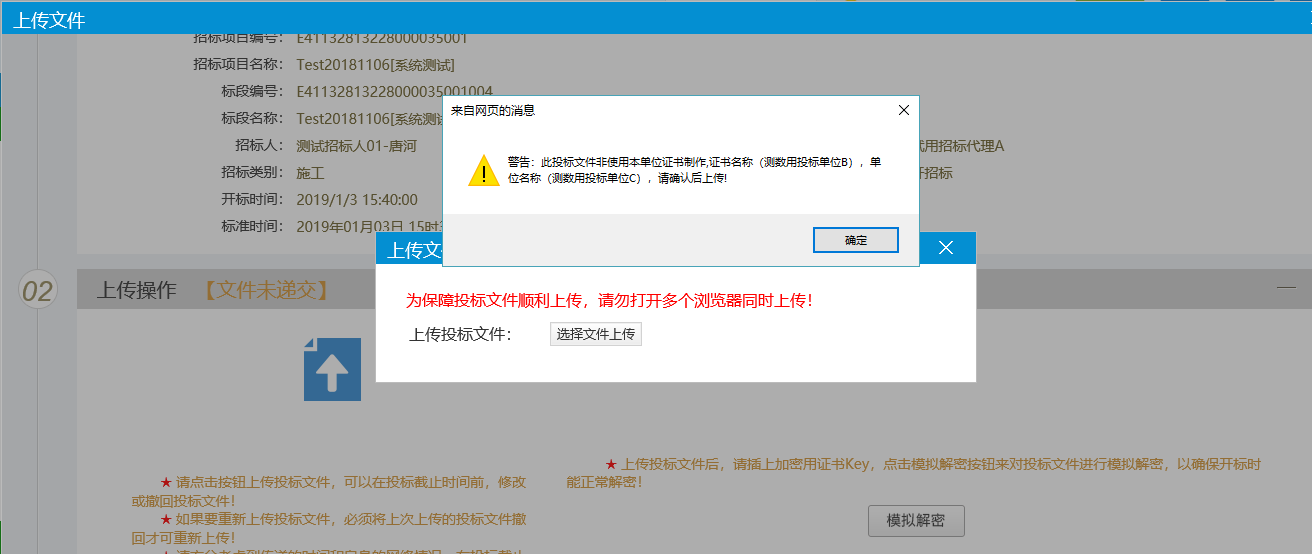 上传文件
招标项目编号： E4113281322800003​5001
招标项目名称： Test20181106[系统测试]
标段编号： E41132813228000035001004
标段名称： Test20181106[系统测试
招标人： 测试招标人01-唐河
用招标代理A
招标类别： 施工
招标
开标时间： 2019/1/3 15:40:00
标准时间： 2019年01月03日 15时
来自网页的消息
警告：此投标文件非使用本单位证书制作,证书名称（测数用投标单位B），单
位名称（测数用投标单位C），请确认后上传!
确定
上传文
为保障投标文件顺利上传，请勿打开多个浏览器同时上传！
上传投标文件： 选择文件上传
02 上传操作 【文件未递交】
★ 请点击按钮上传投标文件，可以在投标截止时间前，修改
或撤回投标文件！
★ 如果要重新上传投标文件，必须将上次上传的投标文件撤
回才可重新上传！
★ 上传投标文件后，请插上加密用证书Key，点击模拟解密按钮来对投标文件进行模拟解密，以确保开标时
能正常解密！
模拟解密